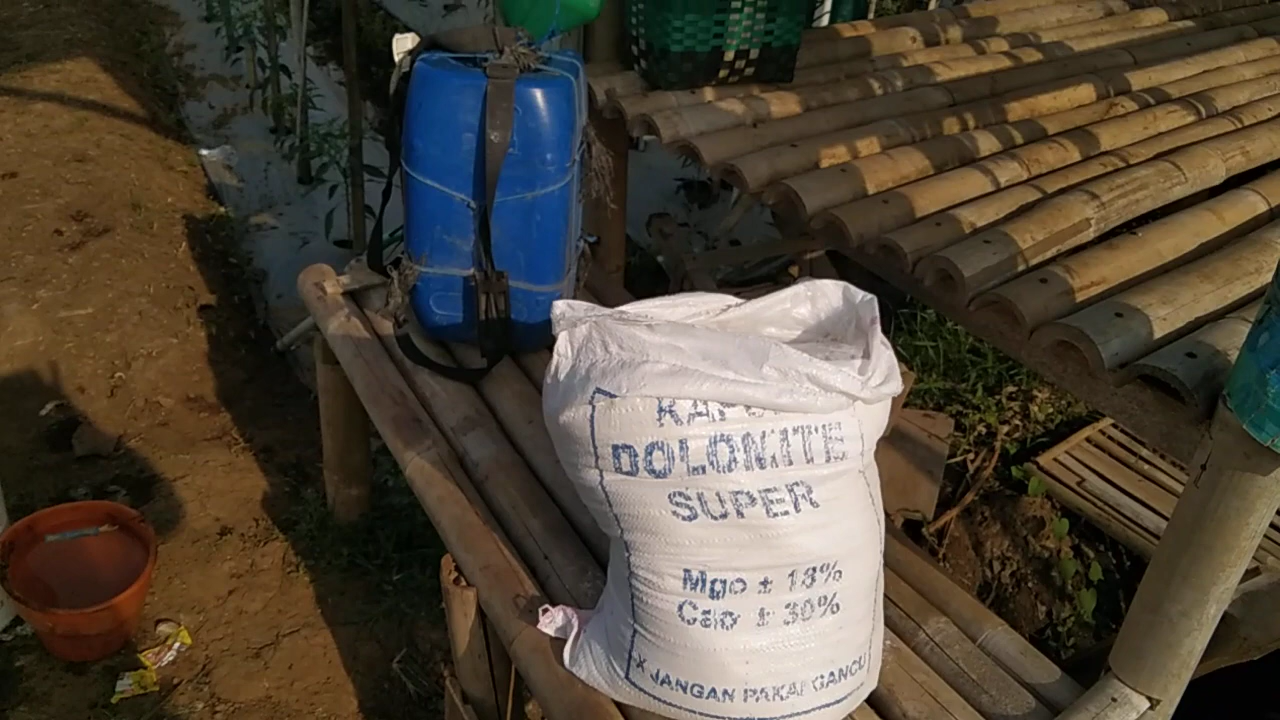 DOLOMITE
SUPER
Mgo ± 18%
Cao ± 30%
X JANGAN PAKAI GANCU